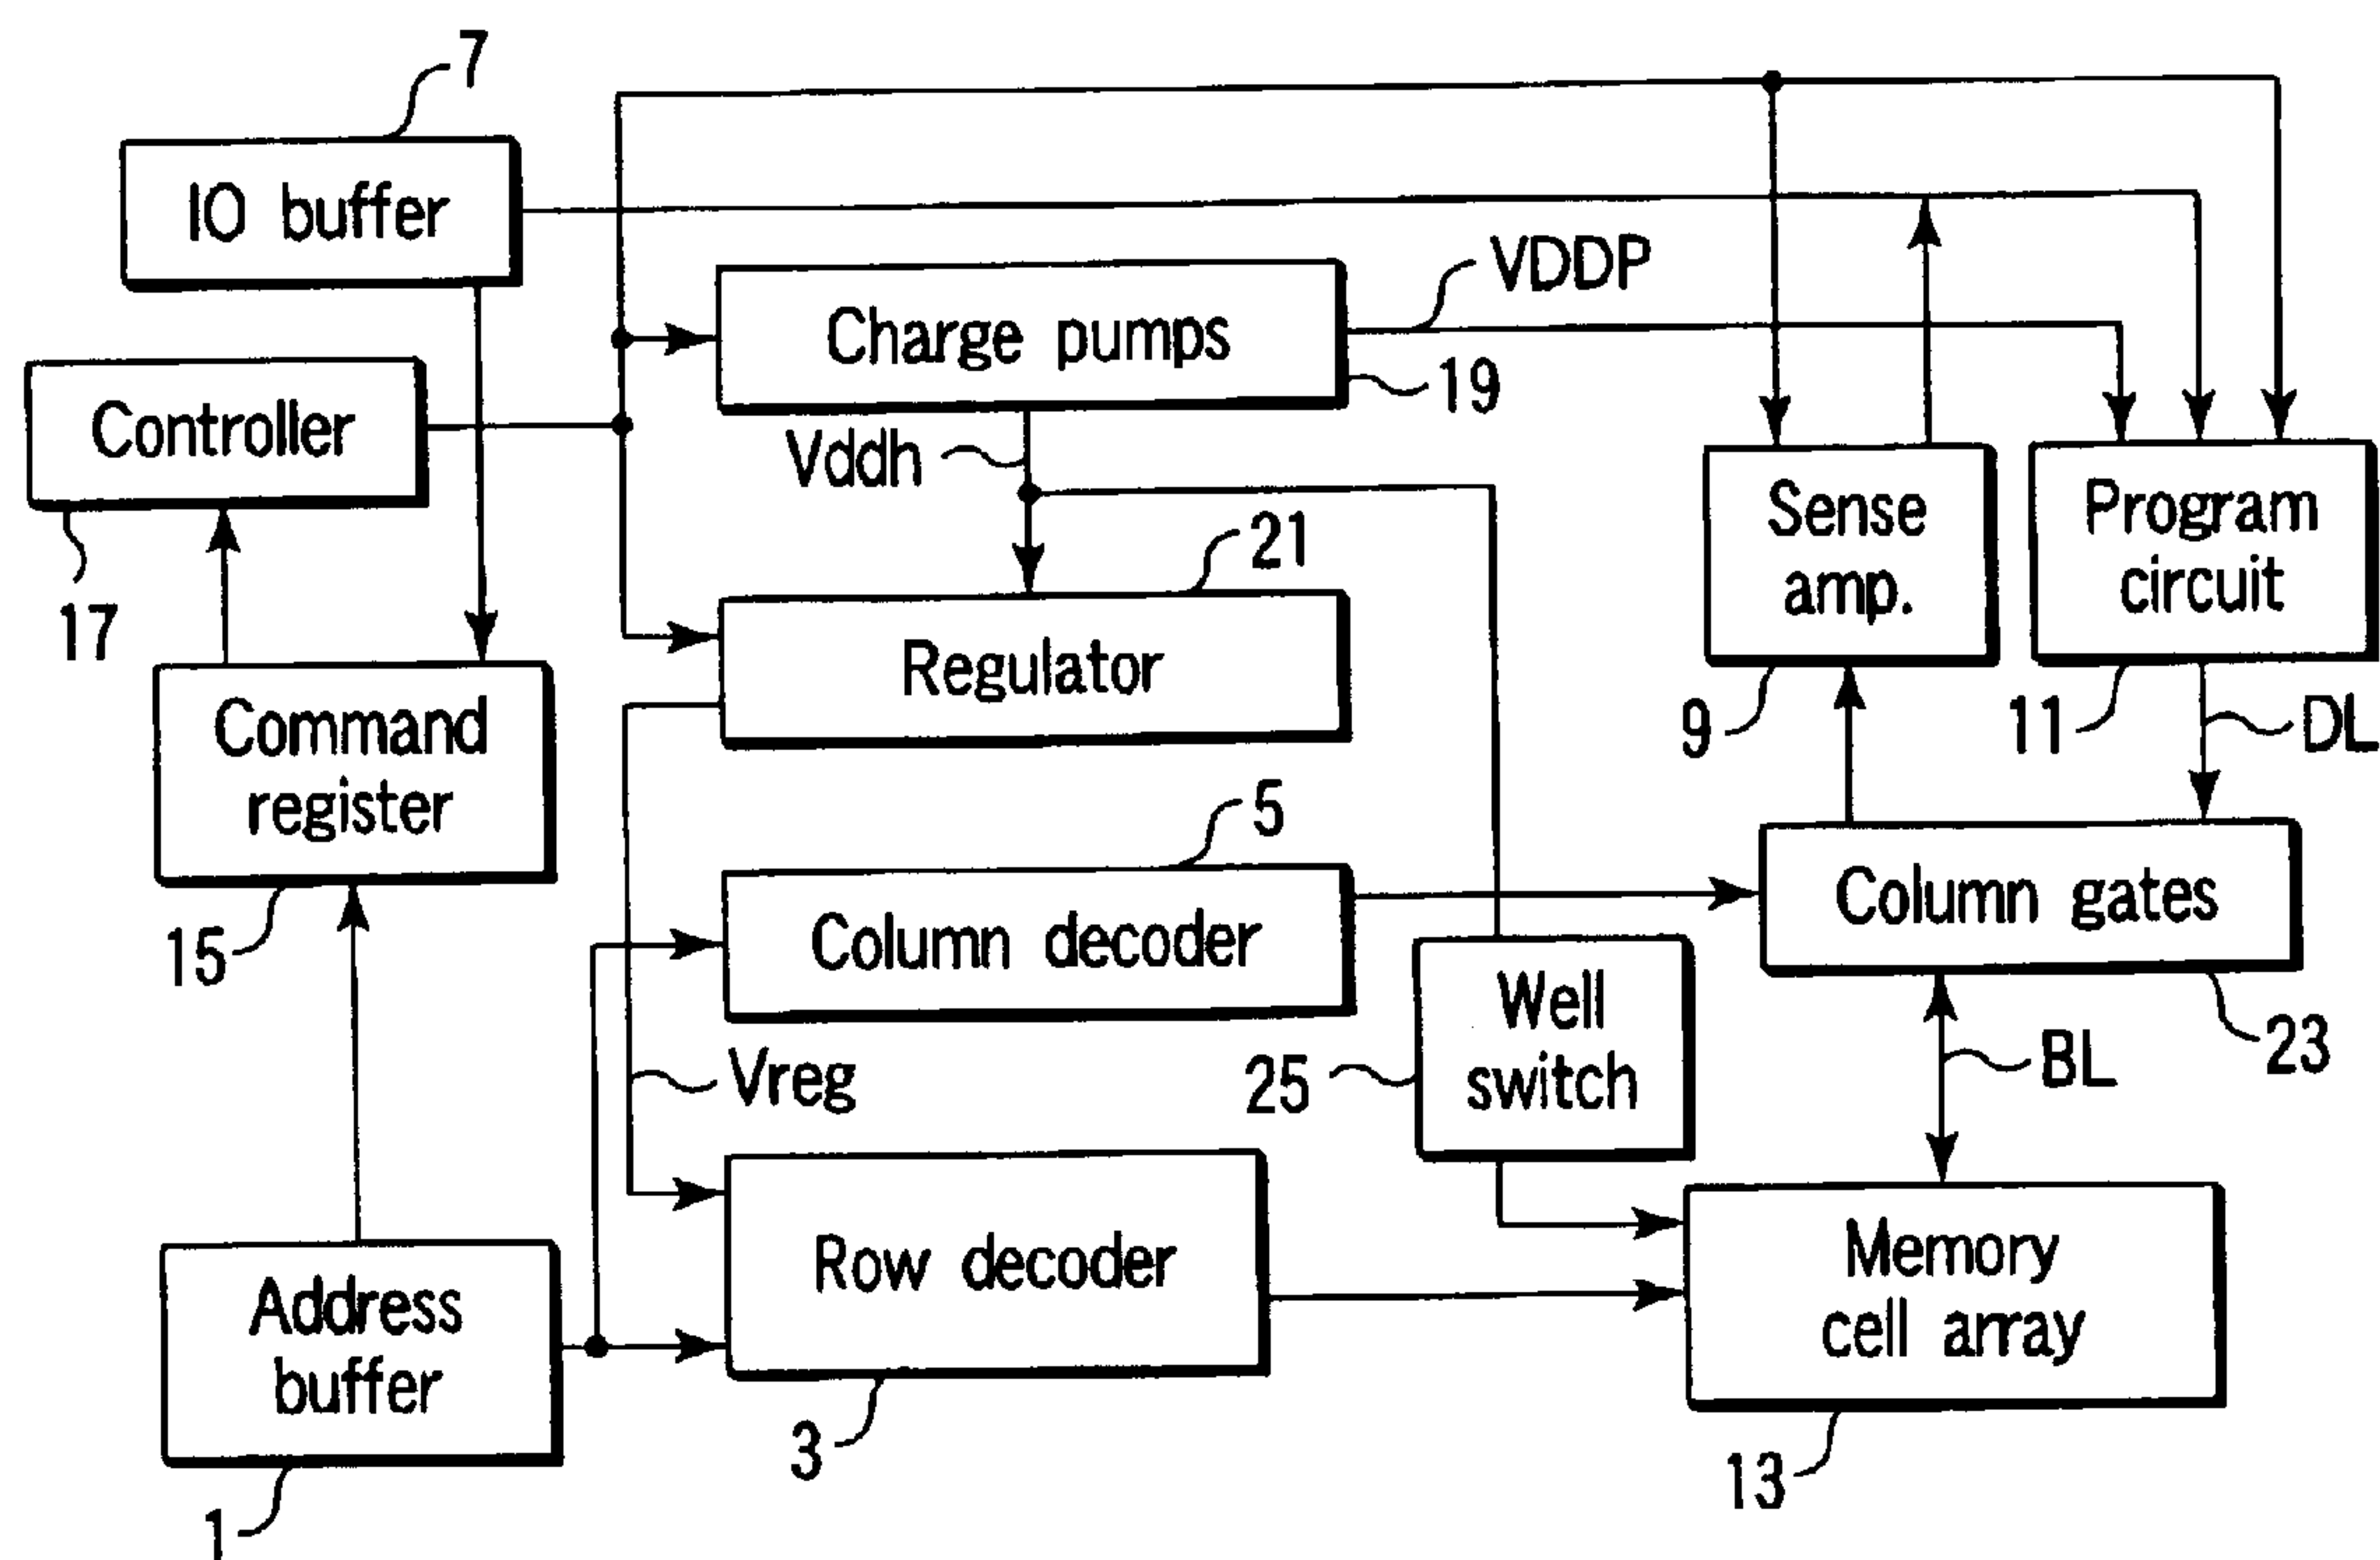 7
IO buffer
VDDP
Charge pumps
19
Controller
Vddh
17
21
Sense
amp.
Program
circuit
Regulator
Command
register
9
11
DL
5
15
Column decoder
Column gates
Well
switch
23
Vreg
25
BL
Row decoder
Memory
cell array
Address
buffer
3
13
1